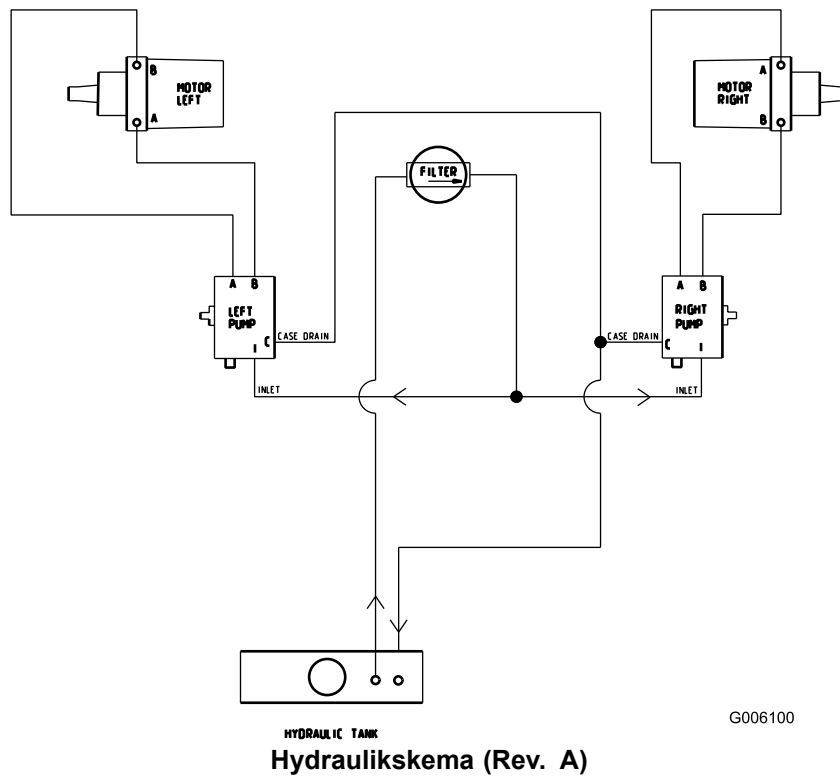 B
MOTOR
LEFT
A
A
MOTOR
RIGHT
B
FILTER
A B
LEFT
PUMP
C
I
CASE DRAIN
INLET
A B
RIGHT
PUMP
C
I
CASE DRAIN
INLET
HYDRAULIC TANK
G006100
Hydraulikskema (Rev. A)